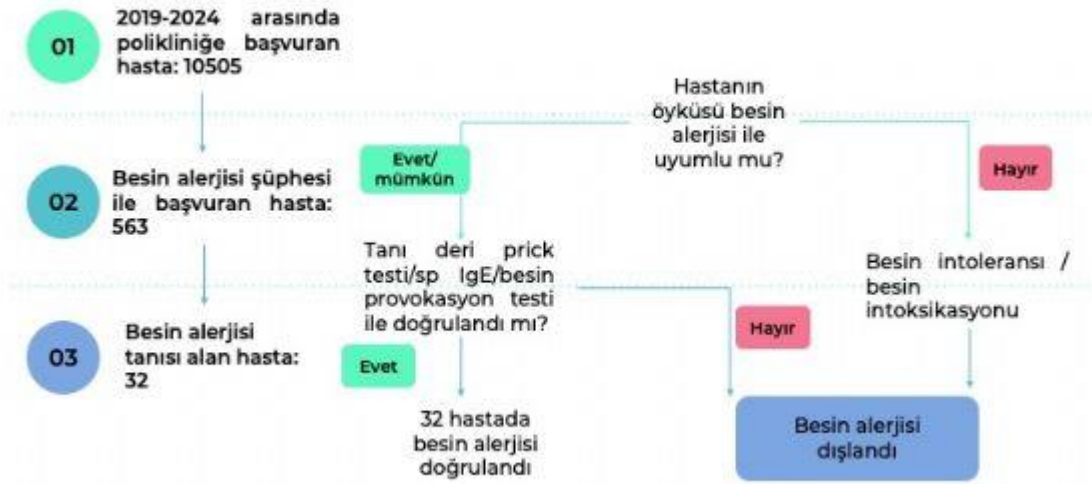 01
2019-2024 arasında
polikliniğe başvuran
hasta: 10505
02
Besin alerjisi şüphesi
ile başvuran hasta:
563
03
Besin alerjisi
tanısı alan hasta:
32
Hastanın
öyküsü besin
alerjisi ile
uyumlu mu?
Evet/
mümkün
Hayır
Tanı deri prick
testi/sp IgE/besin
provokasyon testi
ile doğrulandı mı?
Besin intoleransı /
besin
intoksikasyonu
Evet
Hayır
32 hastada
besin alerjisi
doğrulandı
Besin alerjisi
dışlandı